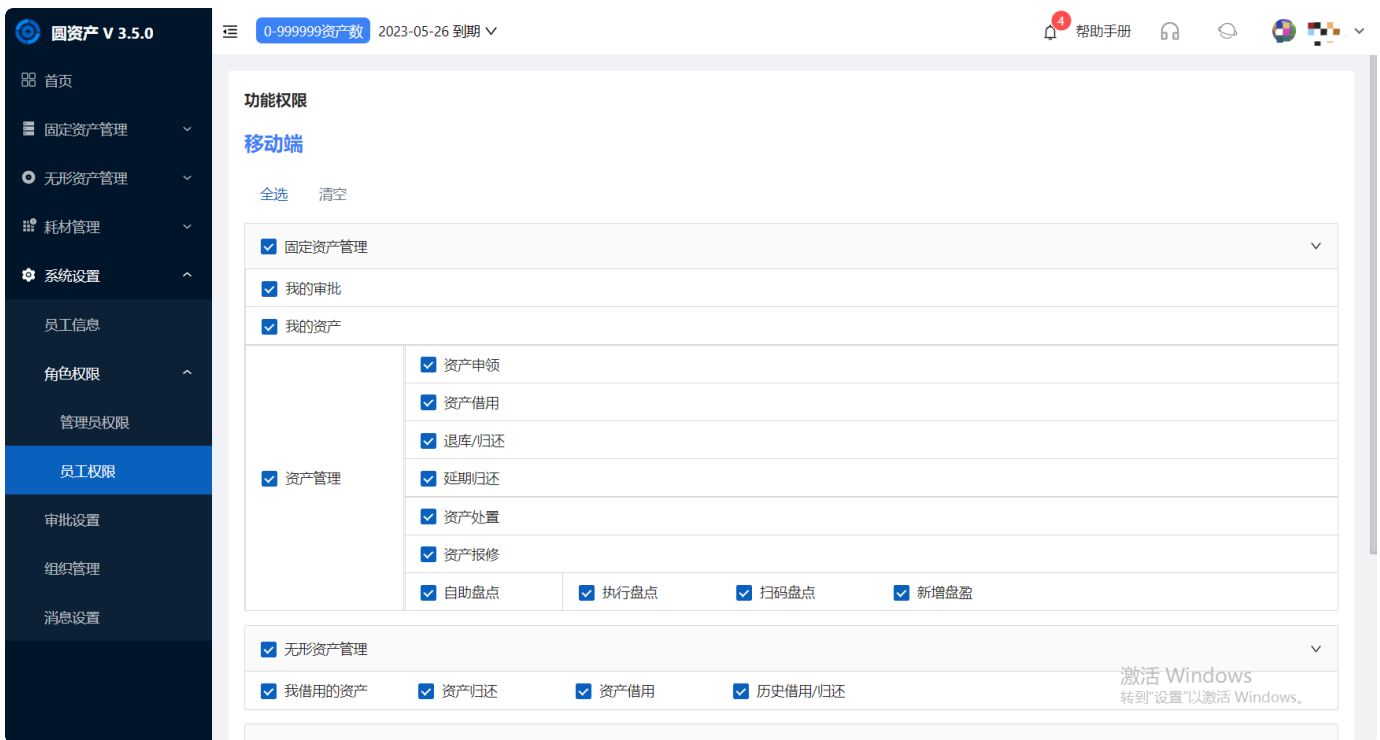 圆资产 V 3.5.0
0-999999资产数 2023-05-26 到期
4
帮助手册
首页
固定资产管理
无形资产管理
耗材管理
系统设置
员工信息
角色权限
管理员权限
员工权限
审批设置
组织管理
消息设置
功能权限
移动端
全选 清空
固定资产管理
我的审批
我的资产
资产管理
资产申领
资产借用
退库/归还
延期归还
资产处置
资产报修
自助盘点 执行盘点 扫码盘点 新增盘盈
无形资产管理
我借用的资产 资产归还 资产借用 历史借用/归还
激活 Windows
转到"设置"以激活 Windows。